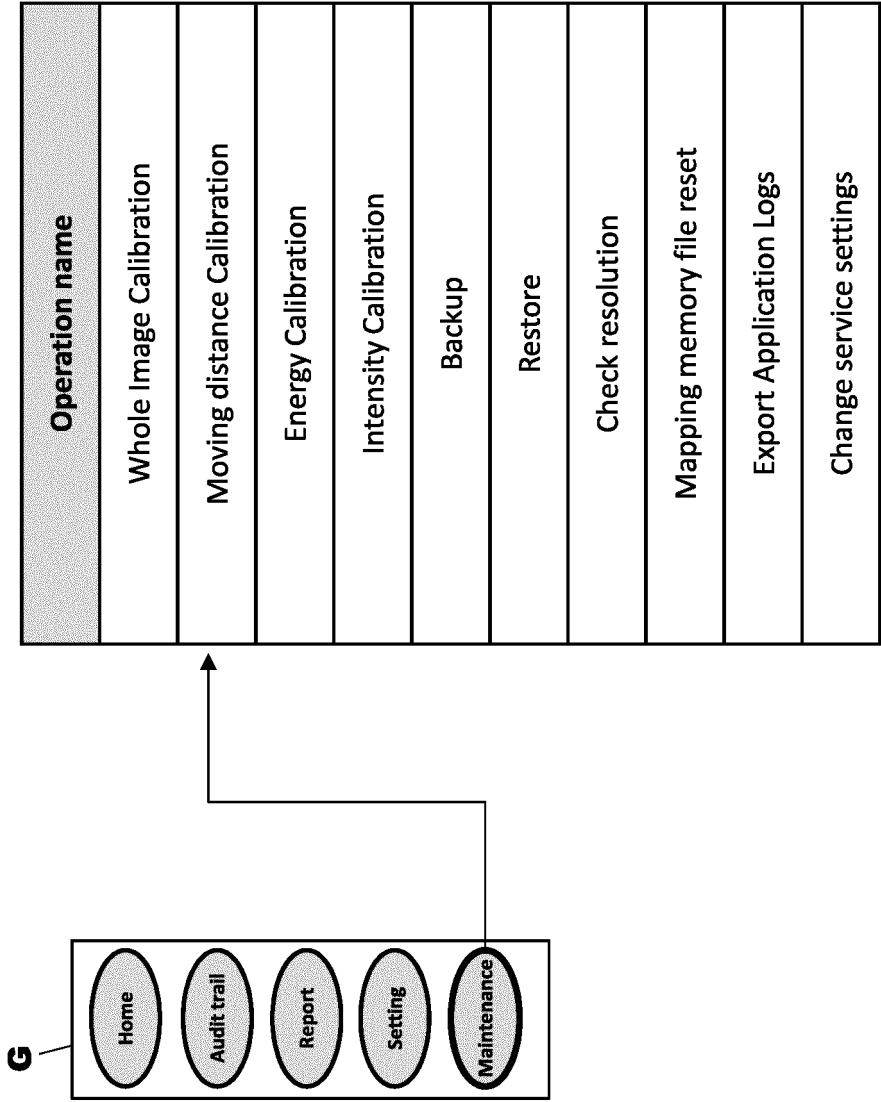 G
Home
Audit trail
Report
Setting
Maintenance
Operation name
Whole Image Calibration
Moving distance Calibration
Energy Calibration
Intensity Calibration
Backup
Restore
Check resolution
Mapping memory file reset
Export Application Logs
Change service settings